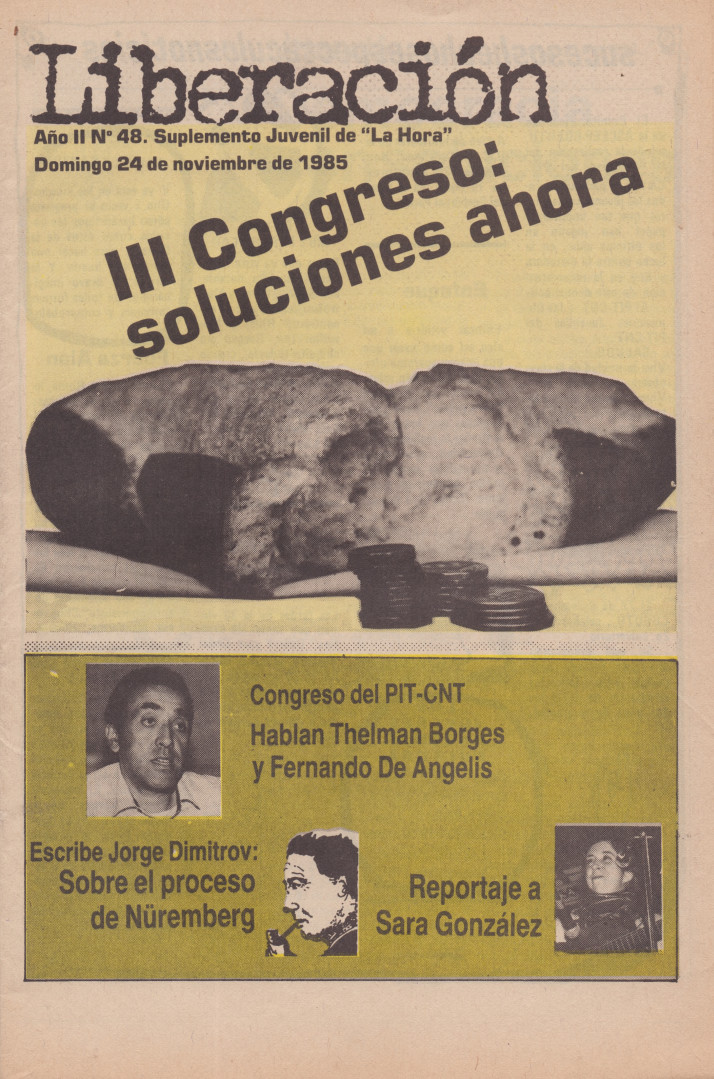 Liberación
Año II Nº 48. Suplemento Juvenil de “La Hora”
Domingo 24 de noviembre de 1985
III Congreso:
soluciones ahora
Congreso del PIT-CNT
Hablan Thelman Borges
y Fernando De Angelis
Escribe Jorge Dimitrov:
Sobre el proceso
de Nüremberg
Reportaje a
Sara González